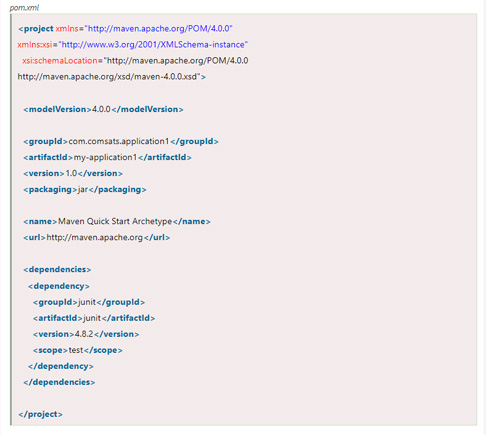 pom.xml
<project xmlns="http://maven.apache.org/POM/4.0.0"
xmlns:xsi="http://www.w3.org/2001/XMLSchema-instance"
xsi:schemaLocation="http://maven.apache.org/POM/4.0.0
http://maven.apache.org/xsd/maven-4.0.0.xsd">
<modelVersion>4.0.0</modelVersion>
<groupId>com.comsats.application1</groupId>
<artifactId>my-application1</artifactId>
<version>1.0</version>
<packaging>jar</packaging>
<name>Maven Quick Start Archetype</name>
<url>http://maven.apache.org</url>
<dependencies>
<dependency>
<groupId>junit</groupId>
<artifactId>junit</artifactId>
<version>4.8.2</version>
<scope>test</scope>
</dependency>
</dependencies>
</project>